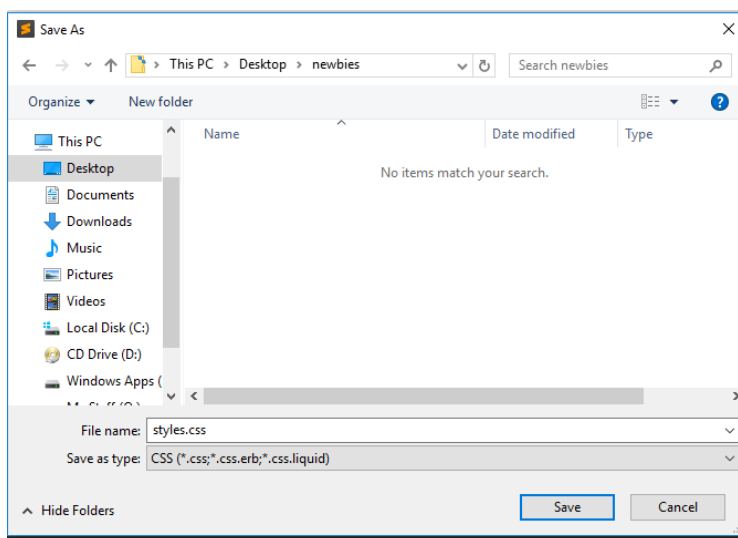 Save As
This PC > Desktop > newbies
Search newbies
Organize
New folder
Name
Date modified
Type
No items match your search.
This PC
Desktop
Documents
Downloads
Music
Pictures
Videos
Local Disk (C:)
CD Drive (D:)
Windows Apps (
File name: styles.css
Save as type: CSS (*.css;*.css.erb;*.css.liquid)
Hide Folders
Save
Cancel